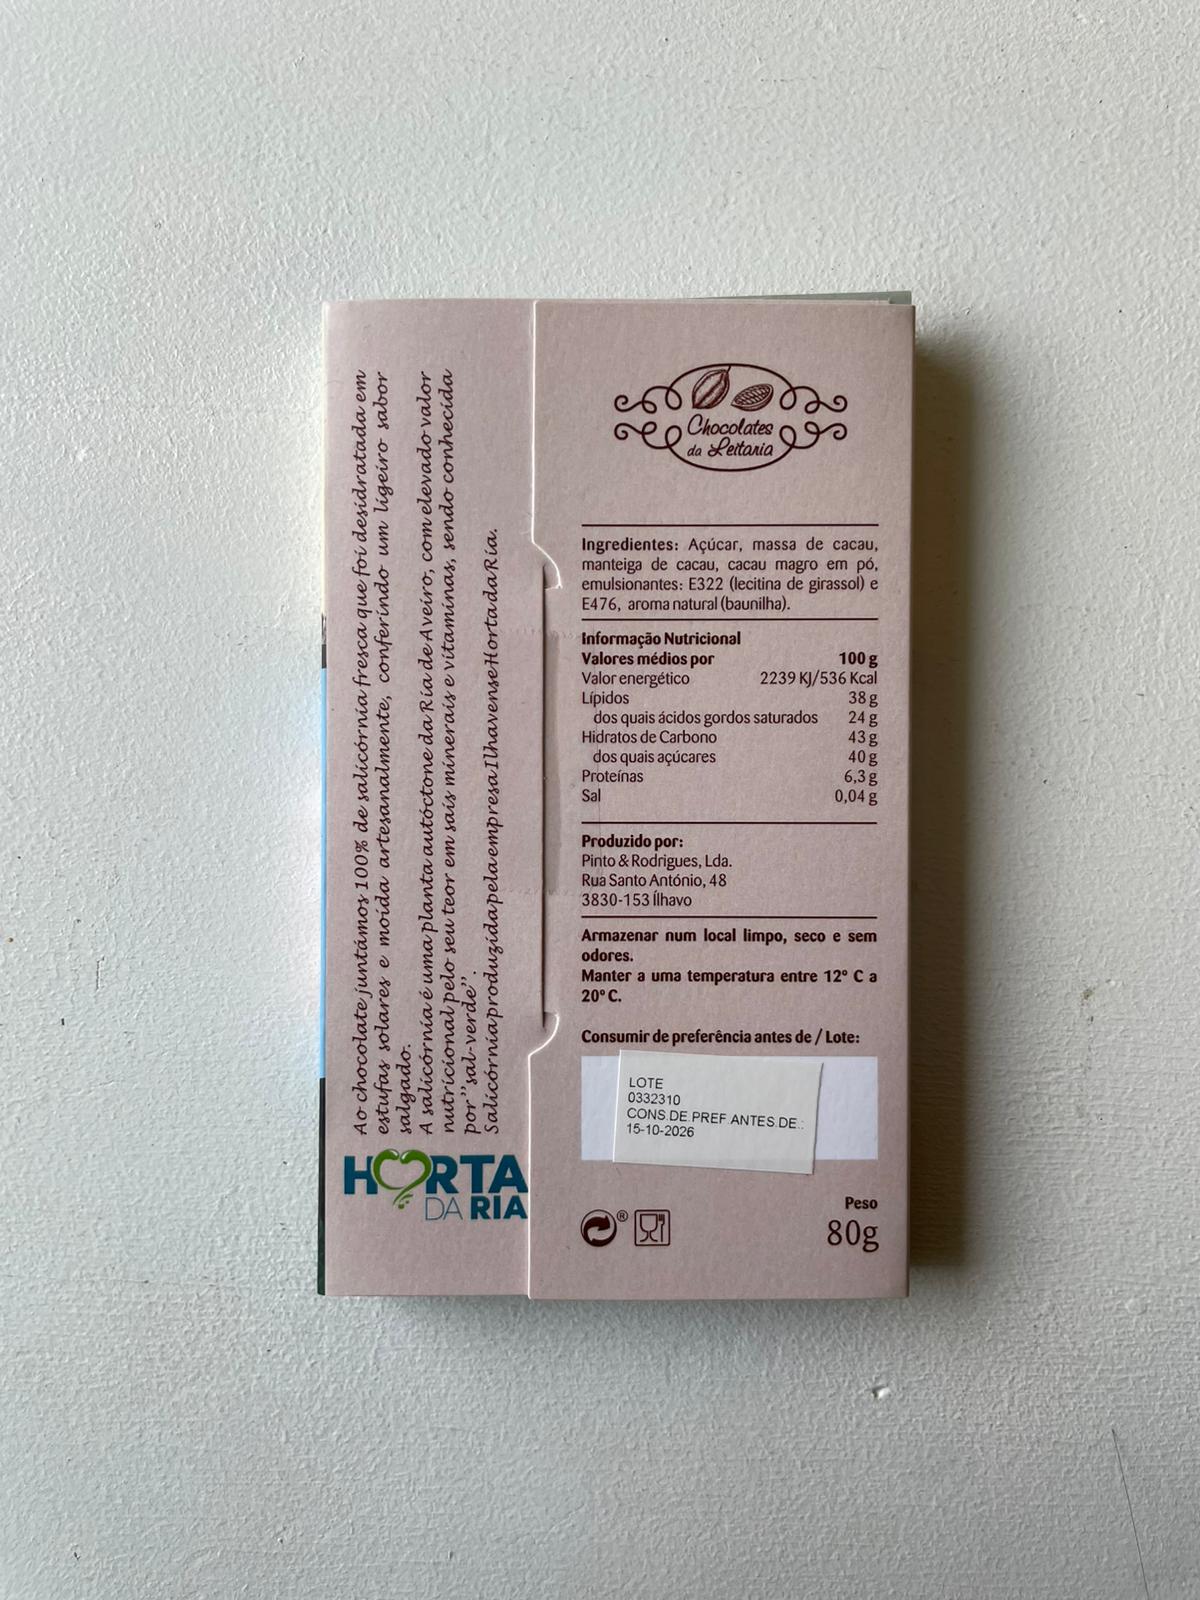 Ao chocolate juntámos 100% de salicórnia fresca que foi desidratada em
estufas solares e moída artesanalmente, conferindo um ligeiro sabor
salgado.
A salicórnia é uma planta autóctone da Ria de Aveiro, com elevado valor
nutricional pelo seu teor em sais minerais e vitaminas, sendo conhecida
por "sal-verde".
Salicórnia produzida pela empresa Ilhavense Horta da Ria.
HORTA
DA RIA
Chocolates
da Leitaria
Ingredientes: Açúcar, massa de cacau,
manteiga de cacau, cacau magro em pó,
emulsionantes: E322 (lecitina de girassol) e
E476, aroma natural (baunilha).
Informação Nutricional
Valores médios por 100 g
Valor energético 2239 KJ/536 Kcal
Lípidos 38 g
dos quais ácidos gordos saturados 24 g
Hidratos de Carbono 43 g
dos quais açúcares 40 g
Proteínas 6,3 g
Sal 0,04 g
Produzido por:
Pinto & Rodrigues, Lda.
Rua Santo António, 48
3830-153 Ílhavo
Armazenar num local limpo, seco e sem
odores.
Manter a uma temperatura entre 12º C a
20º C.
Consumir de preferência antes de / Lote:
LOTE
0332310
CONS.DE.PREF.ANTES.DE.:
15-10-2026
®
Peso
80g